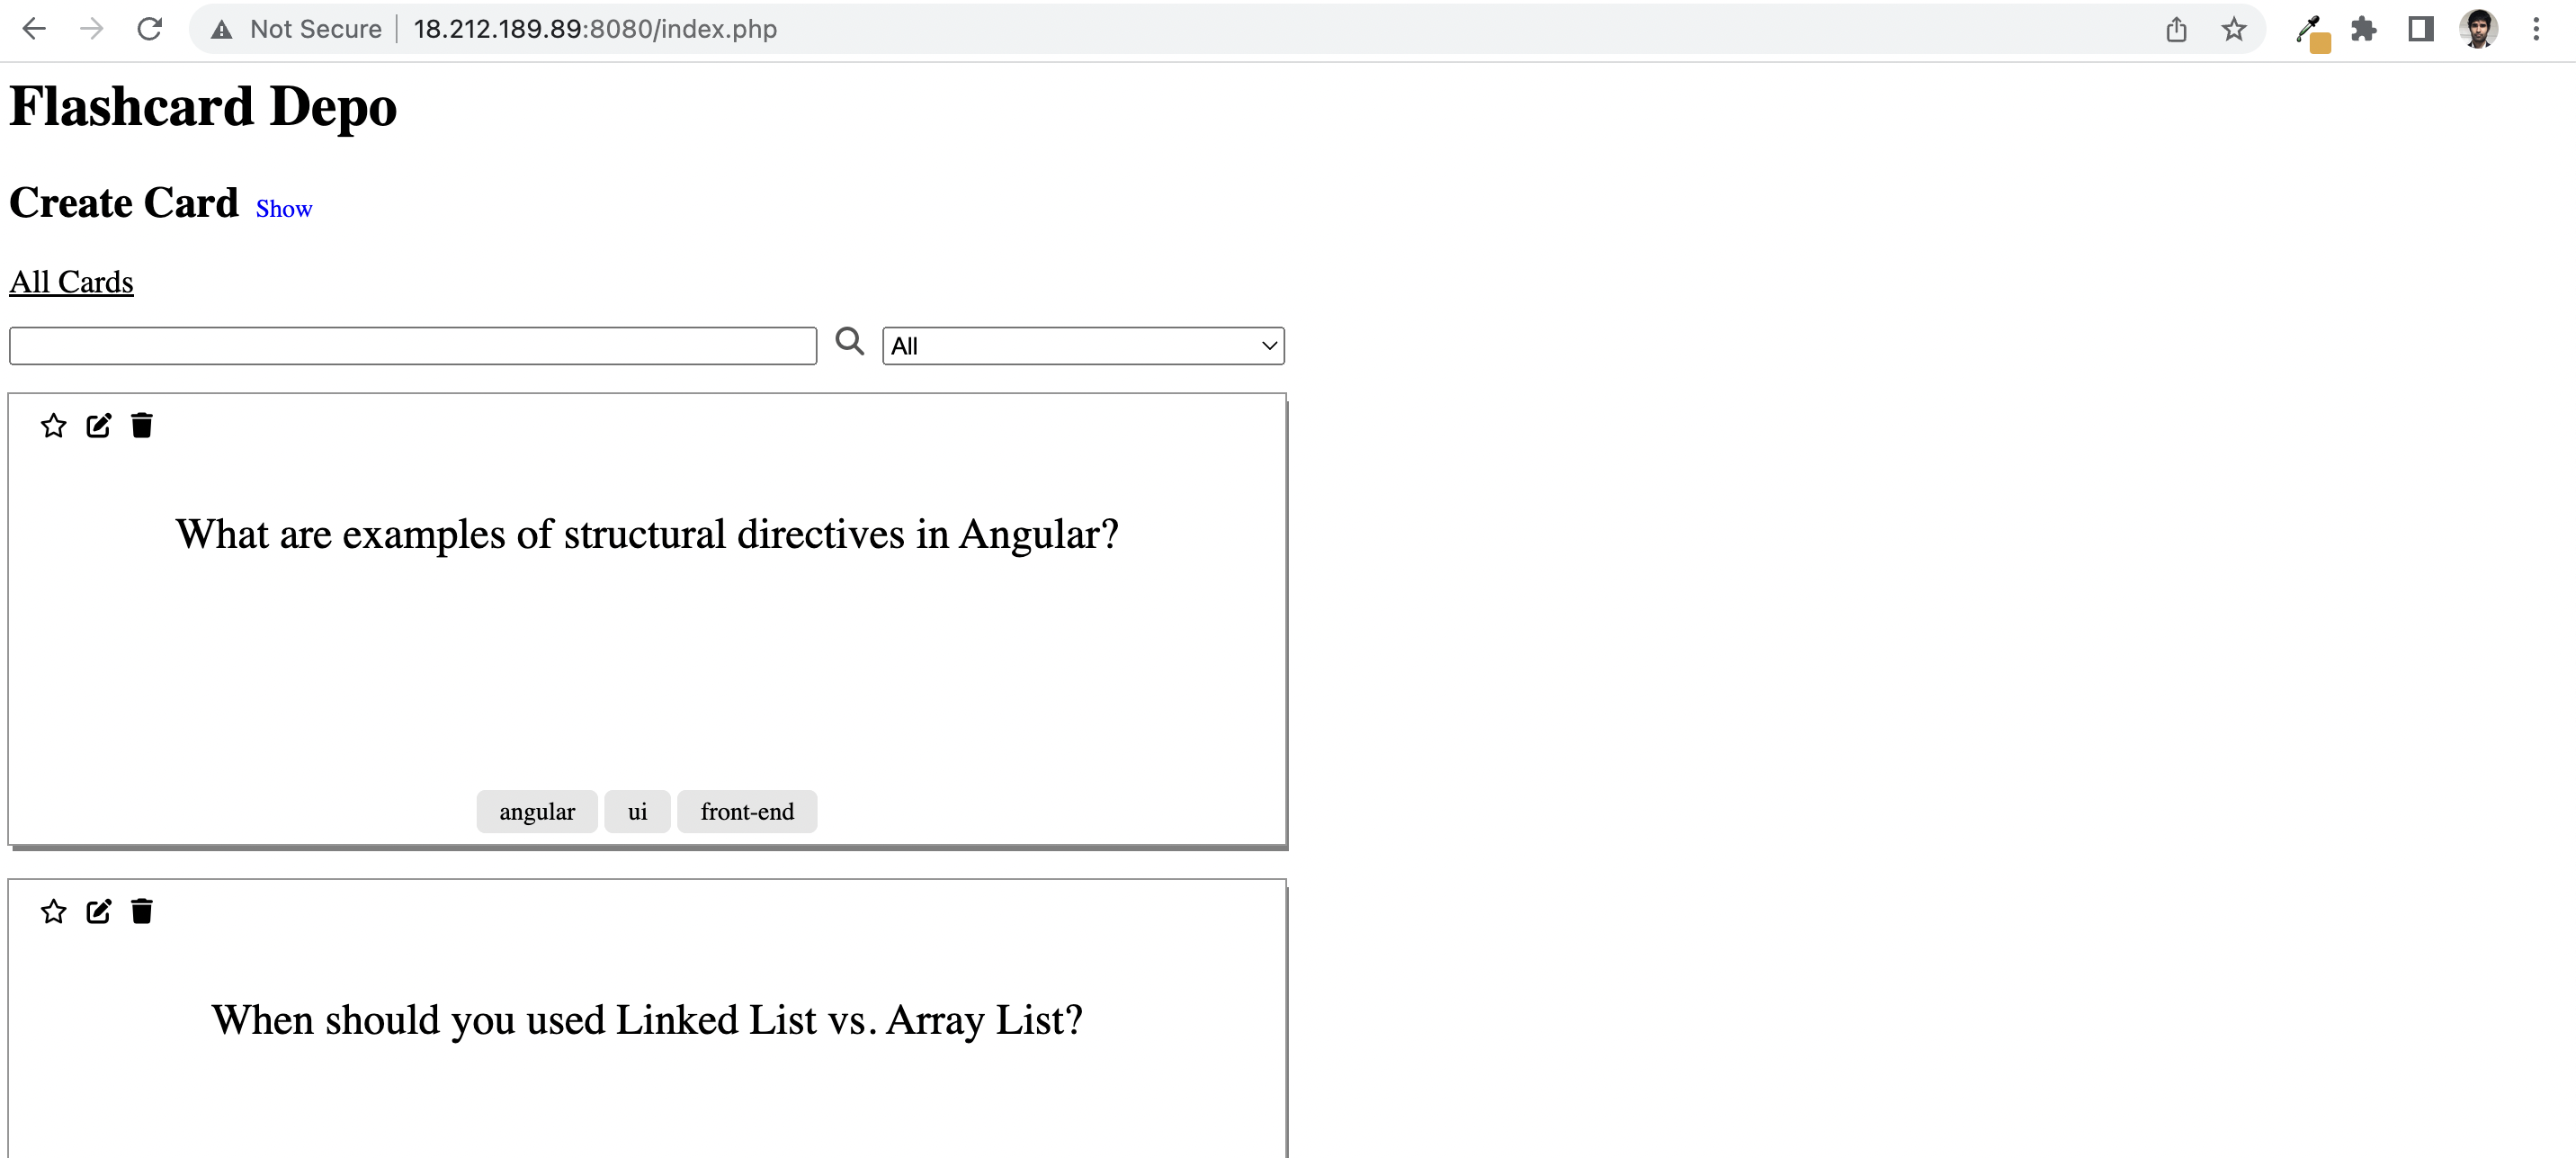 Not Secure 18.212.189.89:8080/index.php
Flashcard Depo
Create Card Show
All Cards
All
What are examples of structural directives in Angular?
angular ui front-end
When should you used Linked List vs. Array List?